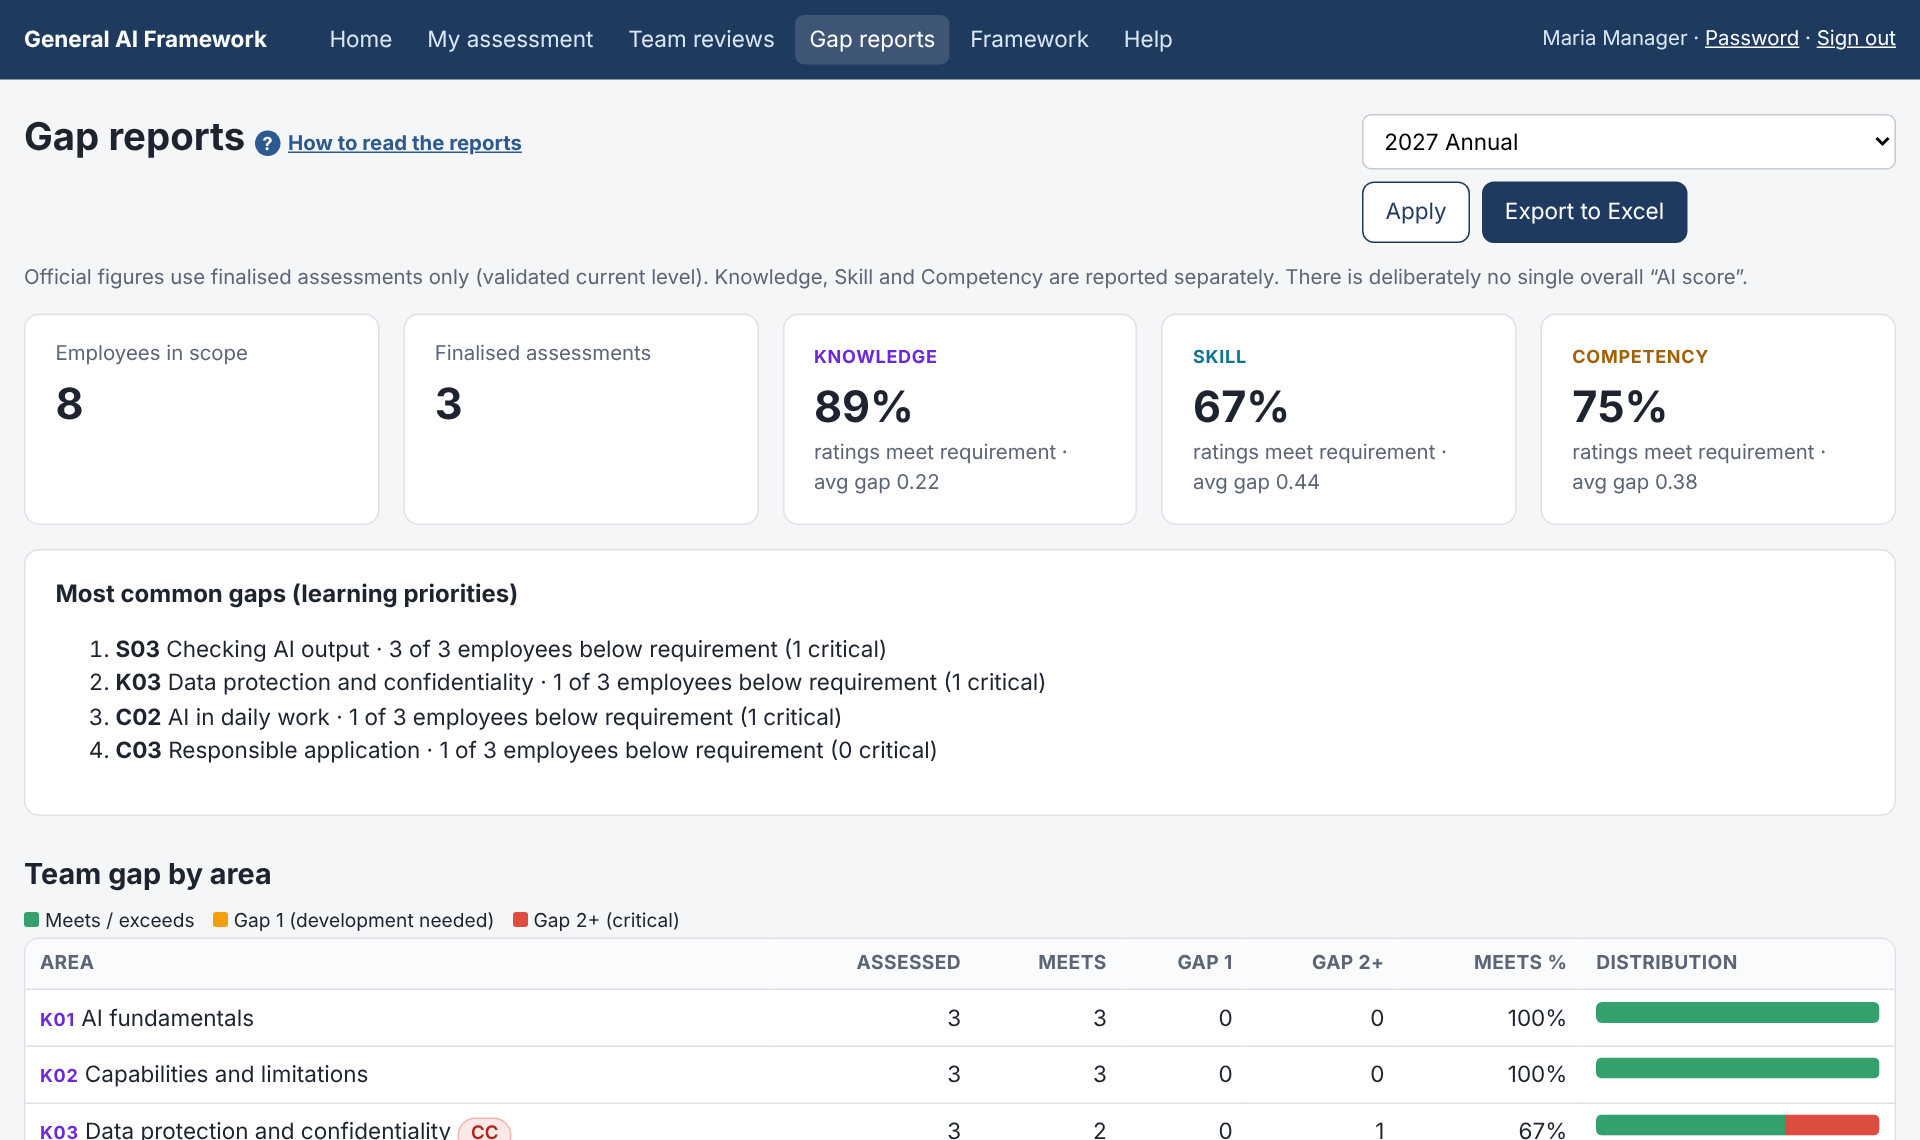 General AI Framework Home My assessment Team reviews Gap reports Framework Help Maria Manager · Password · Sign out
Gap reports ? How to read the reports
2027 Annual
Apply Export to Excel
Official figures use finalised assessments only (validated current level). Knowledge, Skill and Competency are reported separately. There is deliberately no single overall “AI score”.
Employees in scope
8
Finalised assessments
3
KNOWLEDGE
89%
ratings meet requirement ·
avg gap 0.22
SKILL
67%
ratings meet requirement ·
avg gap 0.44
COMPETENCY
75%
ratings meet requirement ·
avg gap 0.38
Most common gaps (learning priorities)
1. S03 Checking AI output · 3 of 3 employees below requirement (1 critical)
2. K03 Data protection and confidentiality · 1 of 3 employees below requirement (1 critical)
3. C02 AI in daily work · 1 of 3 employees below requirement (1 critical)
4. C03 Responsible application · 1 of 3 employees below requirement (0 critical)
Team gap by area
Meets / exceeds Gap 1 (development needed) Gap 2+ (critical)
AREA ASSESSED MEETS GAP 1 GAP 2+ MEETS % DISTRIBUTION
K01 AI fundamentals 3 3 0 0 100%
K02 Capabilities and limitations 3 3 0 0 100%
K03 Data protection and confidentiality CC 3 2 0 1 67%